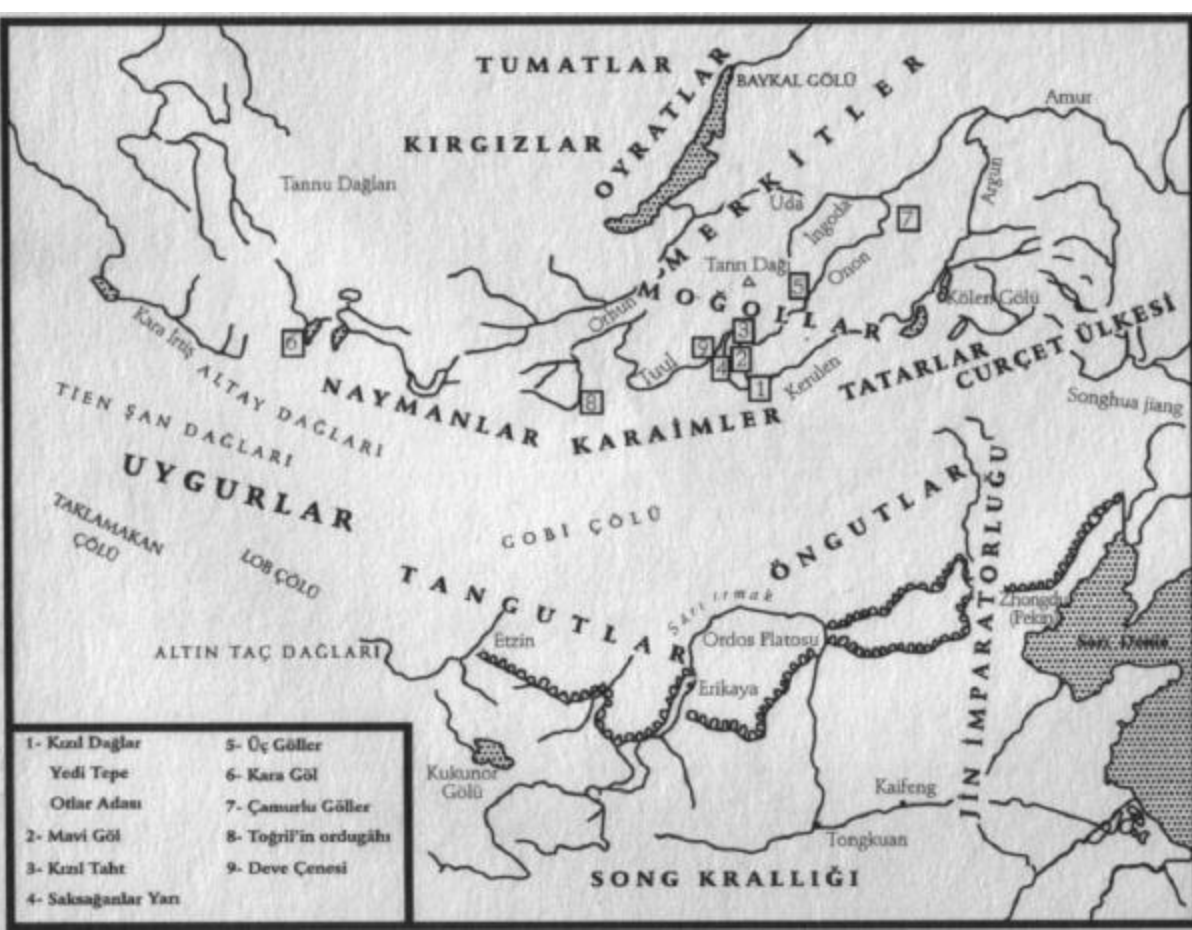 TUMATLAR
BAYKAL GÖLÜ
KIRGIZLAR
OYRATLAR
MERKİTLER
Amur
Argun
Tannu Dağları
Uda
Ingoda
7
Tanrı Dağı
5
Onon
MOĞOLLAR
Kölen Gölü
Orhun
3
9
2
4
1
Tuul
Kerulen
Kara İrtiş
6
8
ALTAY DAĞLARI
NAYMANLAR
KARAİMLER
TATARLAR
CURÇET ÜLKESİ
Songhua jiang
TIEN ŞAN DAĞLARI
UYGURLAR
TAKLAMAKAN
ÇÖLÜ
LOB ÇÖLÜ
GOBI ÇÖLÜ
TANGUTLAR
ÖNGUTLAR
JİN İMPARATORLUĞU
Sarı ırmak
Ordos Platosu
Zhongdu
(Pekin)
Sarı Deniz
Etzin
ALTIN TAÇ DAĞLARI
Erikaya
Kukunor
Gölü
Kaifeng
Tongkuan
SONG KRALLIĞI
1- Kızıl Dağlar
Yedi Tepe
Otlar Adası
2- Mavi Göl
3- Kızıl Taht
4- Saksağanlar Yarı
5- Üç Göller
6- Kara Göl
7- Çamurlu Göller
8- Toğril'in ordugâhı
9- Deve Çenesi